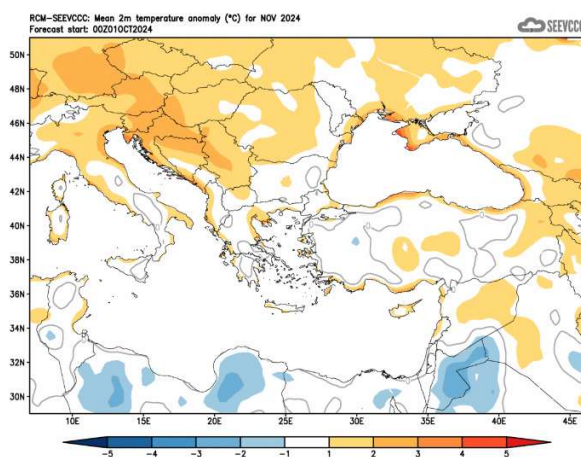 RCM-SEEVCCC: Mean 2m temperature anomaly (°C) for NOV 2024
Forecast start: 00Z01OCT2024
SEEVCCC
50N
48N
46N
44N
42N
40N
38N
36N
34N
32N
30N
10E 15E 20E 25E 30E 35E 40E 45E
-5 -4 -3 -2 -1 1 2 3 4 5